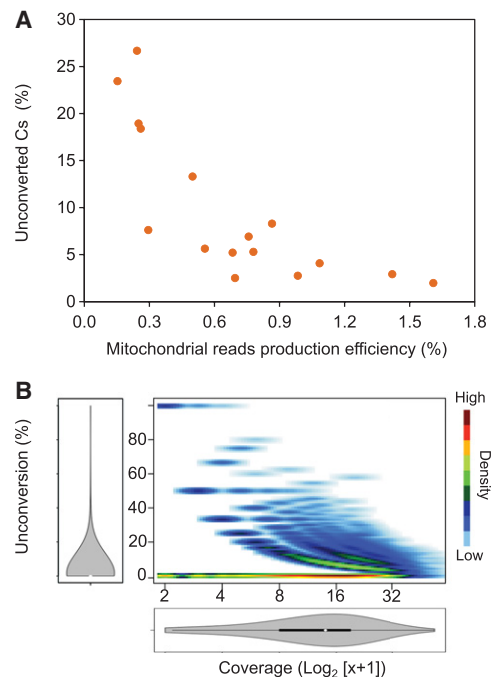 A
Unconverted Cs (%)
30
25
20
15
10
5
0
0.0 0.3 0.6 0.9 1.2 1.5 1.8
Mitochondrial reads production efficiency (%)
B
Unconversion (%)
80
60
40
20
0
2 4 8 16 32
High
Density
Low
Coverage (Log₂ [x+1])